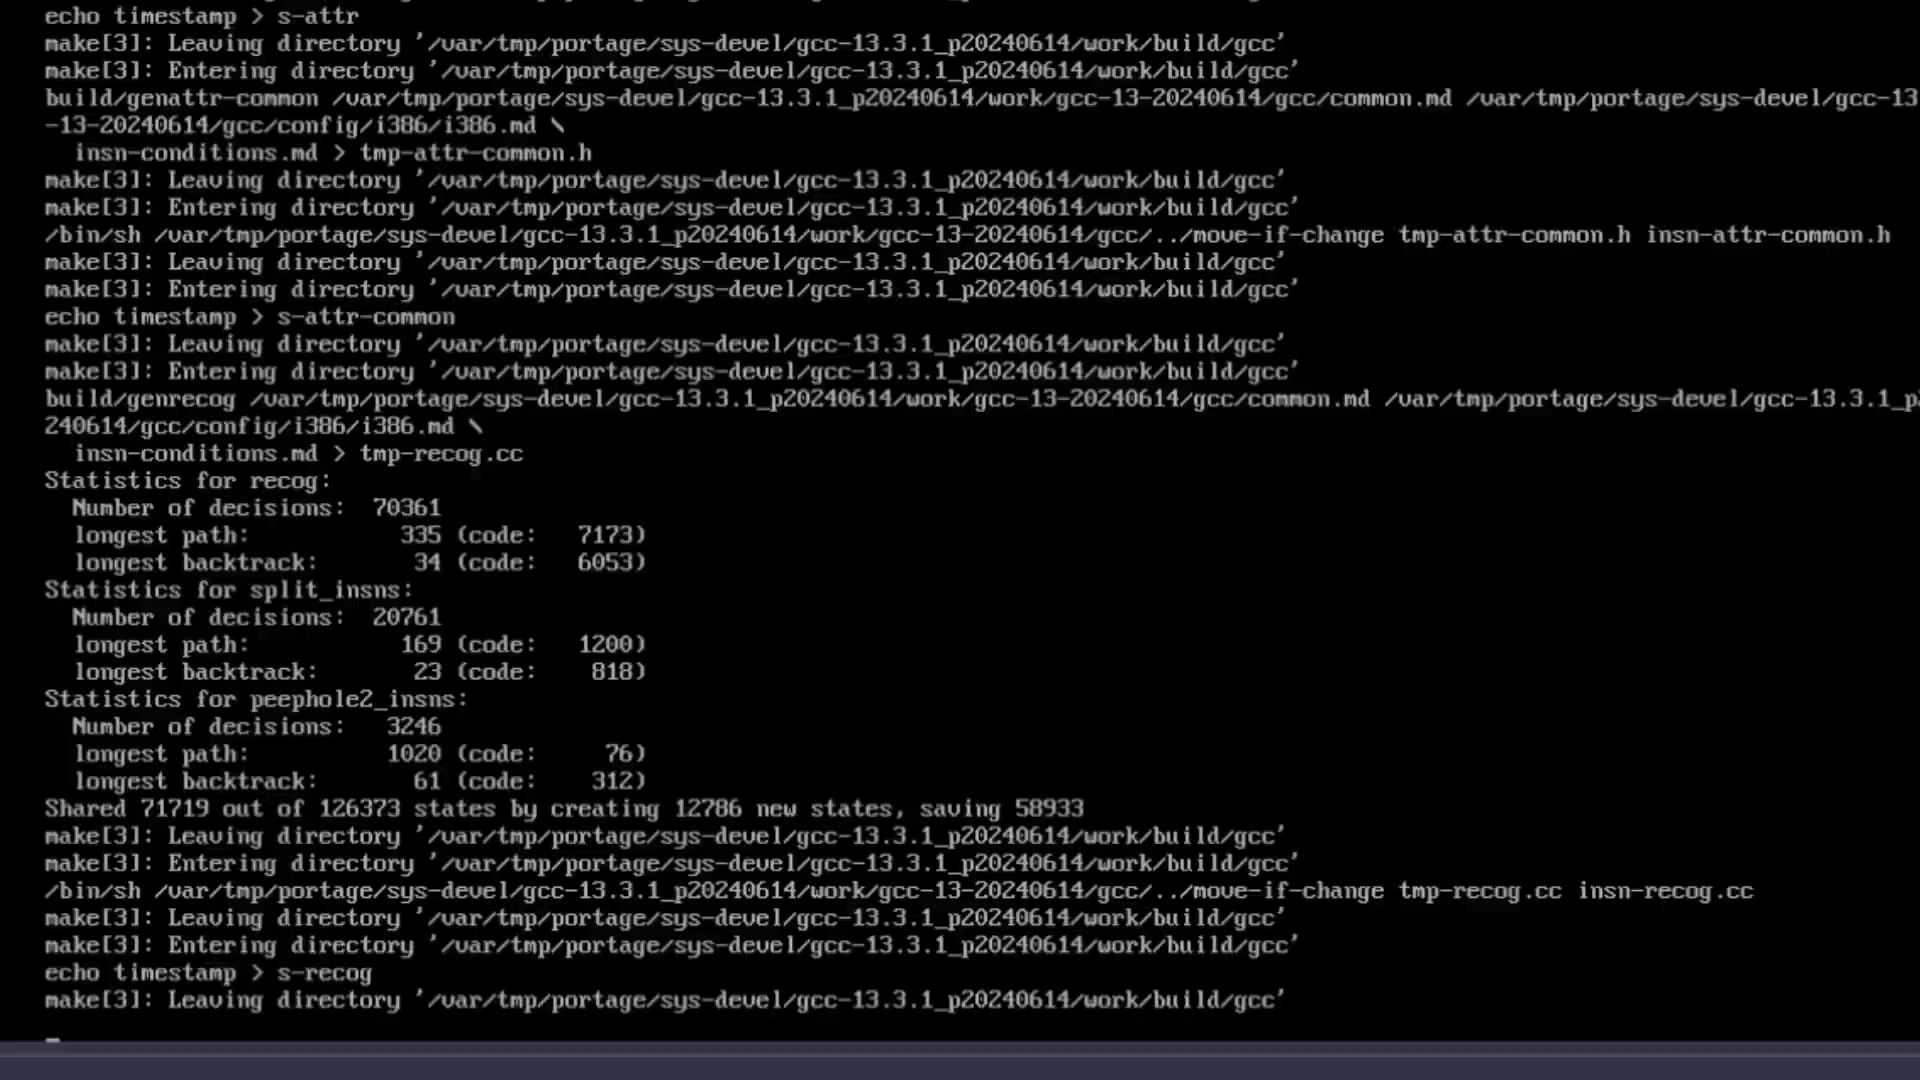 echo timestamp > s-attr
make[3]: Leaving directory '/var/tmp/portage/sys-devel/gcc-13.3.1_p20240614/work/build/gcc'
make[3]: Entering directory '/var/tmp/portage/sys-devel/gcc-13.3.1_p20240614/work/build/gcc'
build/genattr-common /var/tmp/portage/sys-devel/gcc-13.3.1_p20240614/work/gcc-13-20240614/gcc/common.md /var/tmp/portage/sys-devel/gcc-13
-13-20240614/gcc/config/i386/i386.md \
  insn-conditions.md > tmp-attr-common.h
make[3]: Leaving directory '/var/tmp/portage/sys-devel/gcc-13.3.1_p20240614/work/build/gcc'
make[3]: Entering directory '/var/tmp/portage/sys-devel/gcc-13.3.1_p20240614/work/build/gcc'
/bin/sh /var/tmp/portage/sys-devel/gcc-13.3.1_p20240614/work/gcc-13-20240614/gcc/../move-if-change tmp-attr-common.h insn-attr-common.h
make[3]: Leaving directory '/var/tmp/portage/sys-devel/gcc-13.3.1_p20240614/work/build/gcc'
make[3]: Entering directory '/var/tmp/portage/sys-devel/gcc-13.3.1_p20240614/work/build/gcc'
echo timestamp > s-attr-common
make[3]: Leaving directory '/var/tmp/portage/sys-devel/gcc-13.3.1_p20240614/work/build/gcc'
make[3]: Entering directory '/var/tmp/portage/sys-devel/gcc-13.3.1_p20240614/work/build/gcc'
build/genrecog /var/tmp/portage/sys-devel/gcc-13.3.1_p20240614/work/gcc-13-20240614/gcc/common.md /var/tmp/portage/sys-devel/gcc-13.3.1_p
240614/gcc/config/i386/i386.md \
  insn-conditions.md > tmp-recog.cc
Statistics for recog:
  Number of decisions:  70361
  longest path:           335 (code:   7173)
  longest backtrack:       34 (code:   6053)
Statistics for split_insns:
  Number of decisions:  20761
  longest path:           169 (code:   1200)
  longest backtrack:       23 (code:    818)
Statistics for peephole2_insns:
  Number of decisions:   3246
  longest path:          1020 (code:     76)
  longest backtrack:       61 (code:    312)
Shared 71719 out of 126373 states by creating 12786 new states, saving 58933
make[3]: Leaving directory '/var/tmp/portage/sys-devel/gcc-13.3.1_p20240614/work/build/gcc'
make[3]: Entering directory '/var/tmp/portage/sys-devel/gcc-13.3.1_p20240614/work/build/gcc'
/bin/sh /var/tmp/portage/sys-devel/gcc-13.3.1_p20240614/work/gcc-13-20240614/gcc/../move-if-change tmp-recog.cc insn-recog.cc
make[3]: Leaving directory '/var/tmp/portage/sys-devel/gcc-13.3.1_p20240614/work/build/gcc'
make[3]: Entering directory '/var/tmp/portage/sys-devel/gcc-13.3.1_p20240614/work/build/gcc'
echo timestamp > s-recog
make[3]: Leaving directory '/var/tmp/portage/sys-devel/gcc-13.3.1_p20240614/work/build/gcc'